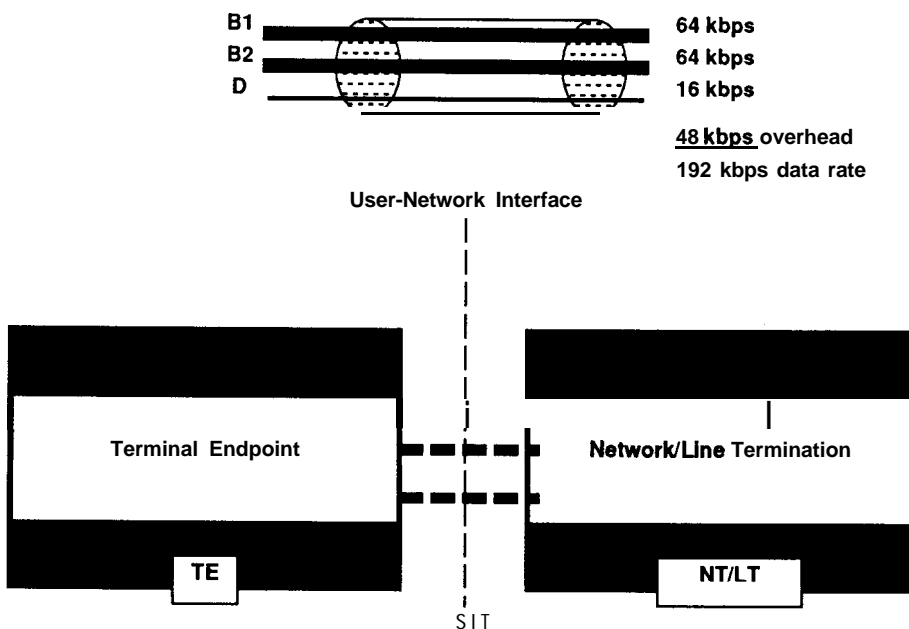 B1 64 kbps
B2 64 kbps
D 16 kbps
48 kbps overhead
192 kbps data rate
User-Network Interface
Terminal Endpoint
Network/Line Termination
TE
NT/LT
SIT